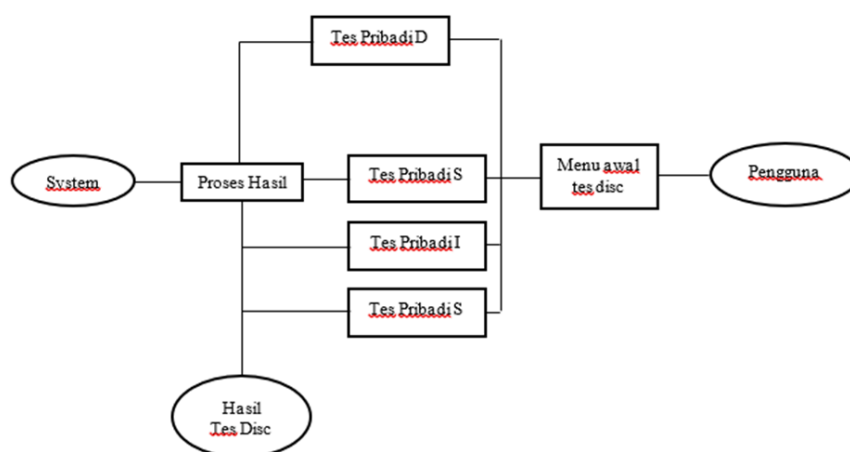 Tes Pribadi D
System
Proses Hasil
Tes Pribadi S
Menu awal
tes disc
Pengguna
Tes Pribadi I
Tes Pribadi S
Hasil
Tes Disc